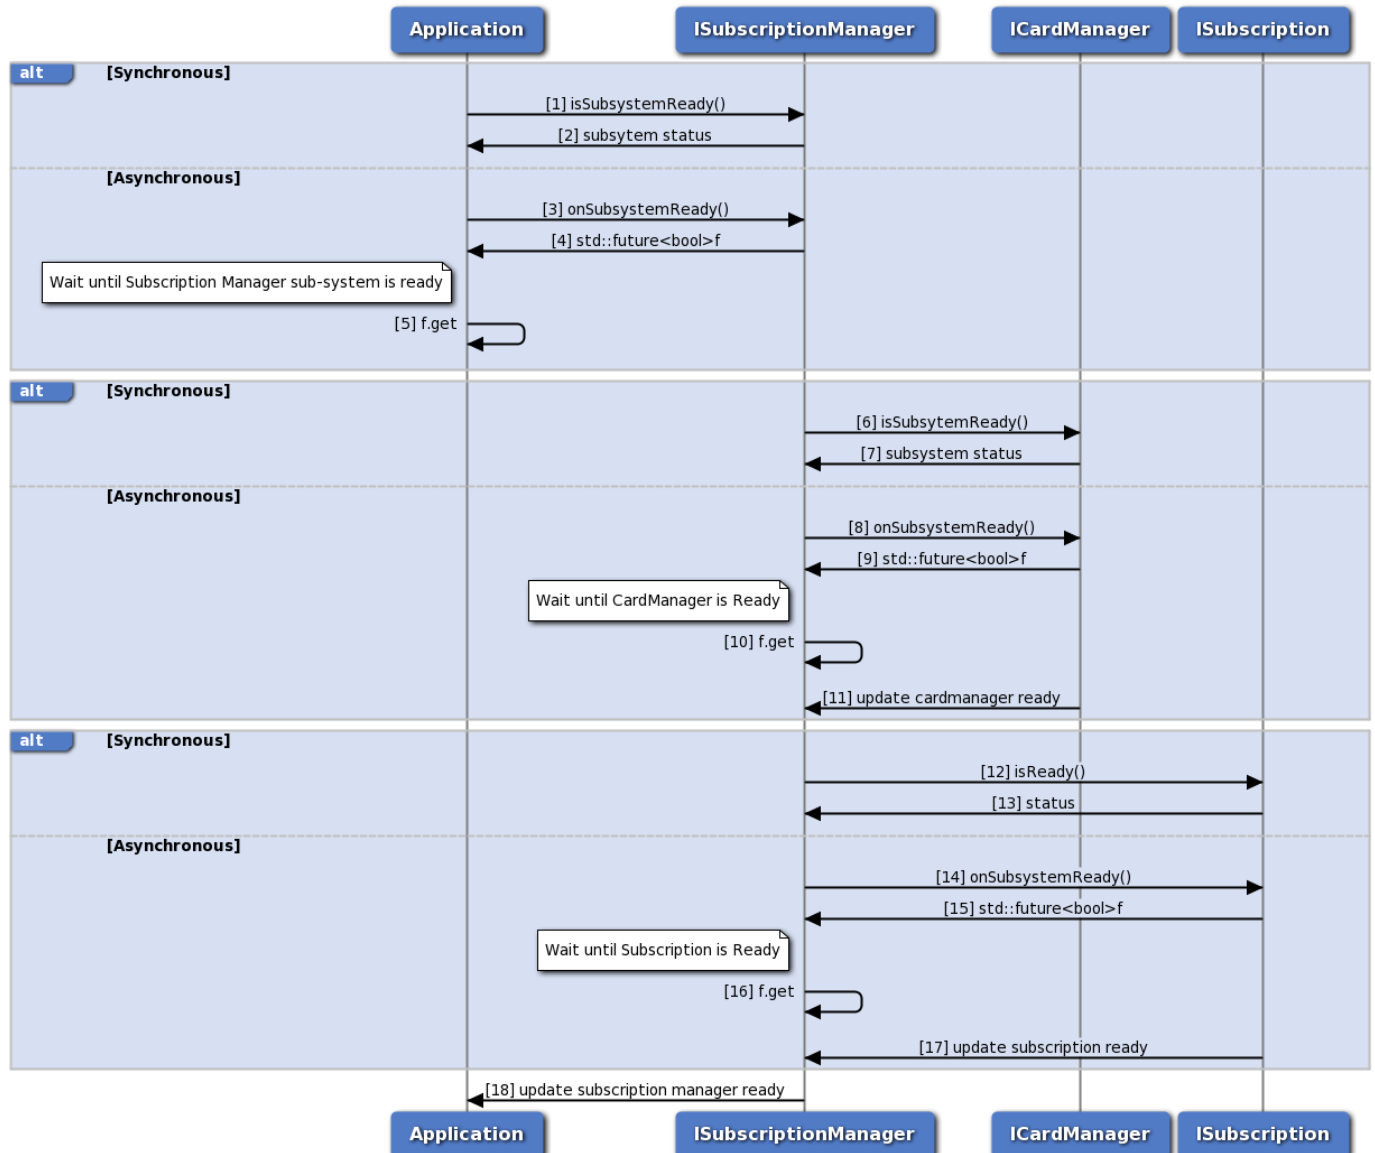 Application
ISubscriptionManager
ICardManager
ISubscription
alt
[Synchronous]
[1] isSubsystemReady()
[2] subsytem status
[Asynchronous]
[3] onSubsystemReady()
[4] std::future<bool>f
Wait until Subscription Manager sub-system is ready
[5] f.get
alt
[Synchronous]
[6] isSubsytemReady()
[7] subsystem status
[Asynchronous]
[8] onSubsystemReady()
[9] std::future<bool>f
Wait until CardManager is Ready
[10] f.get
[11] update cardmanager ready
alt
[Synchronous]
[12] isReady()
[13] status
[Asynchronous]
[14] onSubsystemReady()
[15] std::future<bool>f
Wait until Subscription is Ready
[16] f.get
[17] update subscription ready
[18] update subscription manager ready
Application
ISubscriptionManager
ICardManager
ISubscription